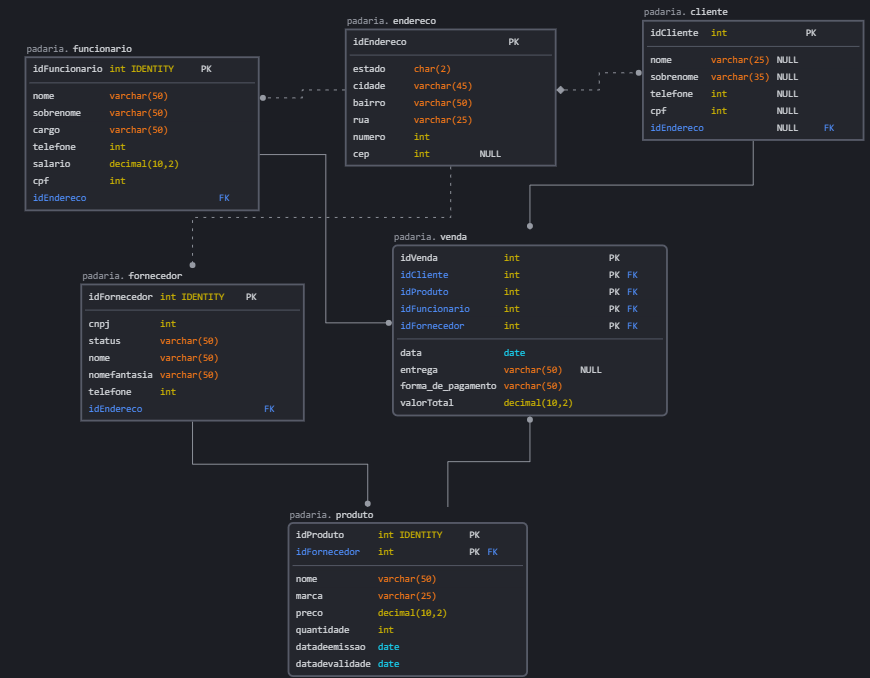 padaria. funcionario
idFuncionario int IDENTITY PK
nome varchar(50)
sobrenome varchar(50)
cargo varchar(50)
telefone int
salario decimal(10,2)
cpf int
idEndereco FK
padaria. endereco
idEndereco PK
estado char(2)
cidade varchar(45)
bairro varchar(50)
rua varchar(25)
numero int
cep int NULL
padaria. cliente
idCliente int PK
nome varchar(25) NULL
sobrenome varchar(35) NULL
telefone int NULL
cpf int NULL
idEndereco NULL FK
padaria. fornecedor
idFornecedor int IDENTITY PK
cnpj int
status varchar(50)
nome varchar(50)
nomefantasia varchar(50)
telefone int
idEndereco FK
padaria. venda
idVenda int PK
idCliente int PK FK
idProduto int PK FK
idFuncionario int PK FK
idFornecedor int PK FK
data date
entrega varchar(50) NULL
forma_de_pagamento varchar(50)
valorTotal decimal(10,2)
padaria. produto
idProduto int IDENTITY PK
idFornecedor int PK FK
nome varchar(50)
marca varchar(25)
preco decimal(10,2)
quantidade int
datadeemissao date
datadevalidade date